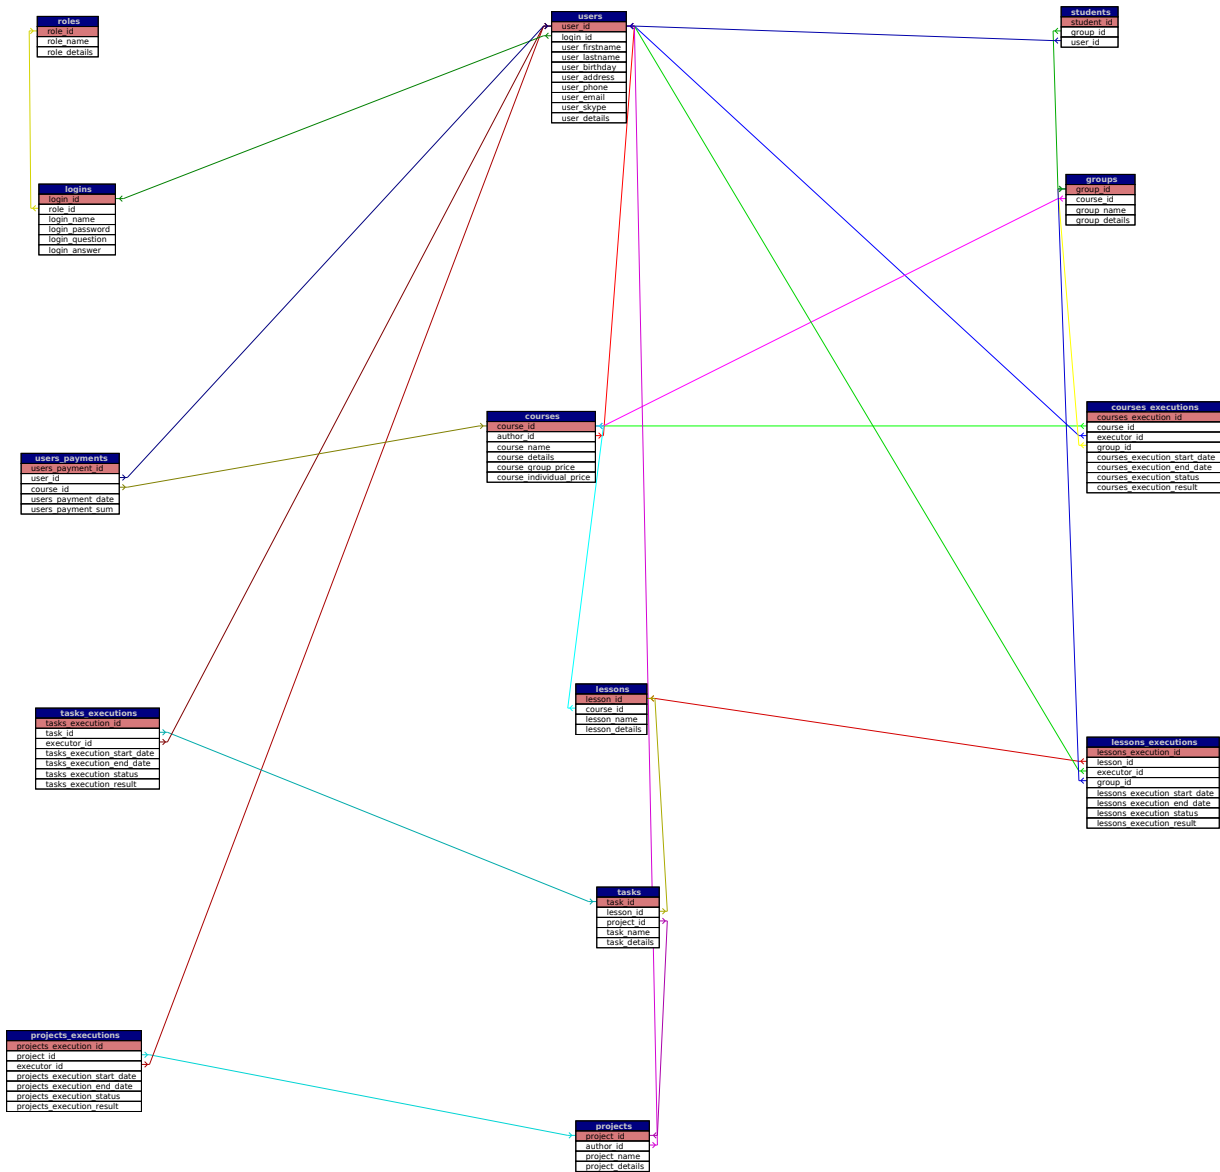 roles
role_id
role_name
role_details
users
user_id
login_id
user_firstname
user_lastname
user_birthday
user_address
user_phone
user_email
user_skype
user_details
students
student_id
group_id
user_id
logins
login_id
role_id
login_name
login_password
login_question
login_answer
groups
group_id
course_id
group_name
group_details
courses
course_id
author_id
course_name
course_details
course_group_price
course_individual_price
courses_executions
courses_execution_id
course_id
executor_id
group_id
courses_execution_start_date
courses_execution_end_date
courses_execution_status
courses_execution_result
users_payments
users_payment_id
user_id
course_id
users_payment_date
users_payment_sum
lessons
lesson_id
course_id
lesson_name
lesson_details
tasks_executions
tasks_execution_id
task_id
executor_id
tasks_execution_start_date
tasks_execution_end_date
tasks_execution_status
tasks_execution_result
lessons_executions
lessons_execution_id
lesson_id
executor_id
group_id
lessons_execution_start_date
lessons_execution_end_date
lessons_execution_status
lessons_execution_result
tasks
task_id
lesson_id
project_id
task_name
task_details
projects_executions
projects_execution_id
project_id
executor_id
projects_execution_start_date
projects_execution_end_date
projects_execution_status
projects_execution_result
projects
project_id
author_id
project_name
project_details